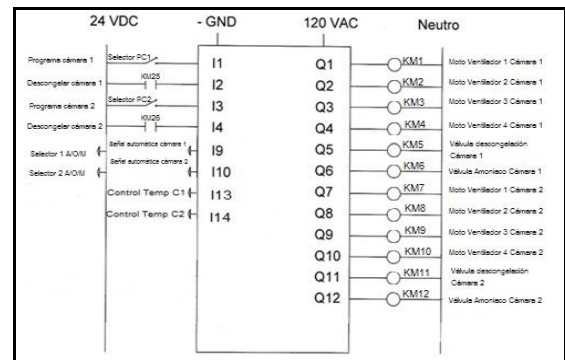 24 VDC - GND 120 VAC Neutro
Programa cámara 1 Selector PC1 I1 Q1 KM1 Moto Ventilador 1 Cámara 1
Descongelar cámara 1 KM25 I2 Q2 KM2 Moto Ventilador 2 Cámara 1
Programa cámara 2 Selector PC2 I3 Q3 KM3 Moto Ventilador 3 Cámara 1
Descongelar cámara 2 KM26 I4 Q4 KM4 Moto Ventilador 4 Cámara 1
Selector 1 A/O/M Señal automática cámara 1 I9 Q5 KM5 Válvula descongelación
Cámara 1
Selector 2 A/O/M Señal automática cámara 2 I10 Q6 KM6 Válvula Amoniaco Cámara 1
Control Temp C1 I13 Q7 KM7 Moto Ventilador 1 Cámara 2
Control Temp C2 I14 Q8 KM8 Moto Ventilador 2 Cámara 2
Q9 KM9 Moto Ventilador 3 Cámara 2
Q10 KM10 Moto Ventilador 4 Cámara 2
Q11 KM11 Válvula descongelación
Cámara 2
Q12 KM12 Válvula Amoniaco Cámara 2